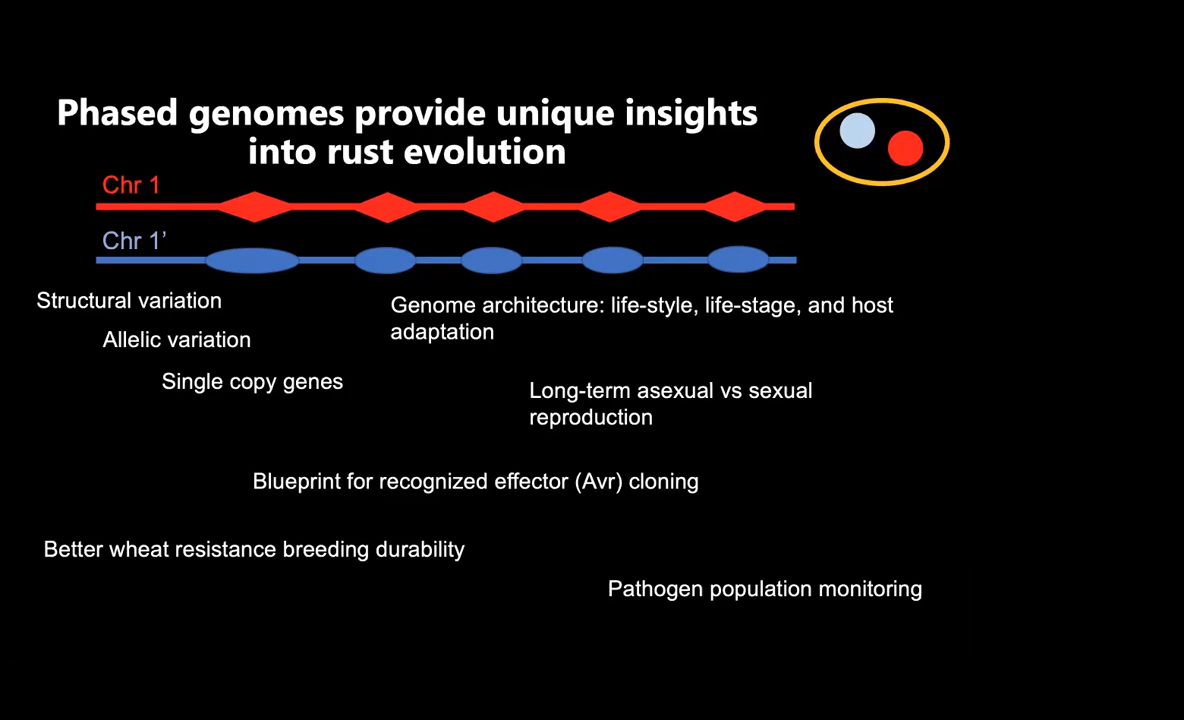 Phased genomes provide unique insights
into rust evolution
Chr 1
Chr 1’
Structural variation
Allelic variation
Single copy genes
Genome architecture: life-style, life-stage, and host
adaptation
Long-term asexual vs sexual
reproduction
Blueprint for recognized effector (Avr) cloning
Better wheat resistance breeding durability
Pathogen population monitoring